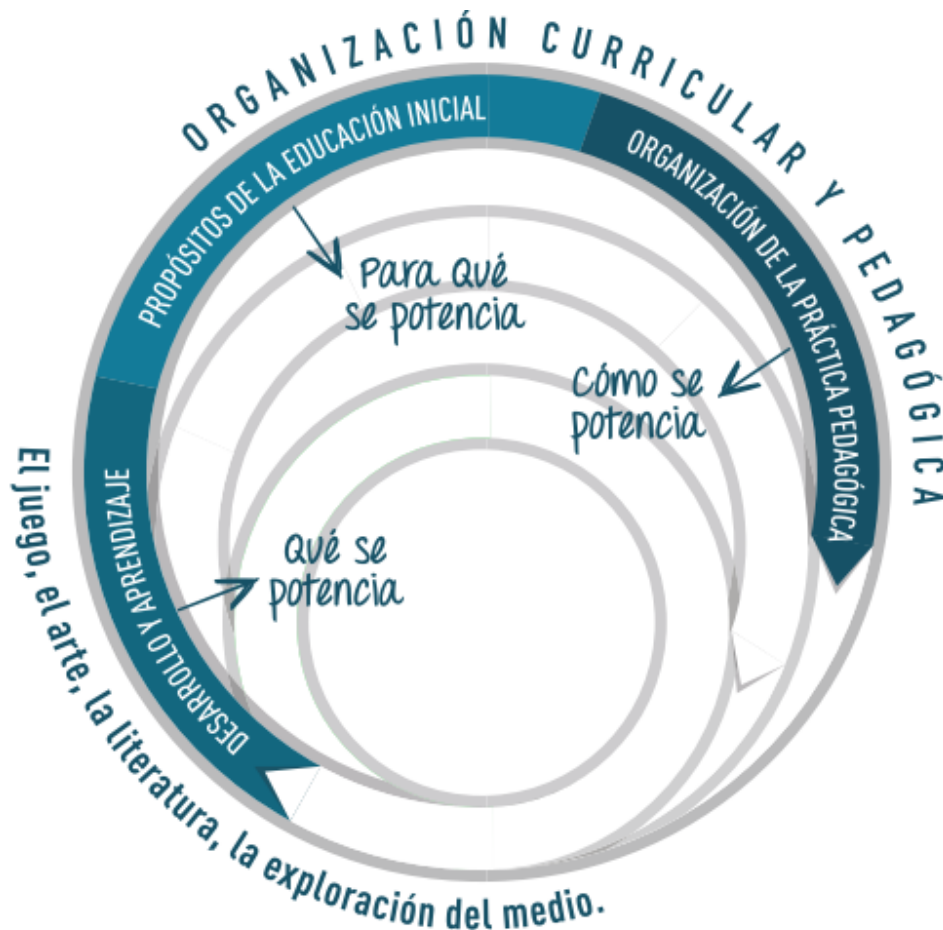 ORGANIZACIÓN CURRICULAR Y PEDAGÓGICA
PROPÓSITOS DE LA EDUCACIÓN INICIAL
ORGANIZACIÓN DE LA PRÁCTICA PEDAGÓGICA
Para Qué
se potencia
Cómo se
potencia
DESARROLLO Y APRENDIZAJE
Qué se
potencia
El juego, el arte, la literatura, la exploración del medio.